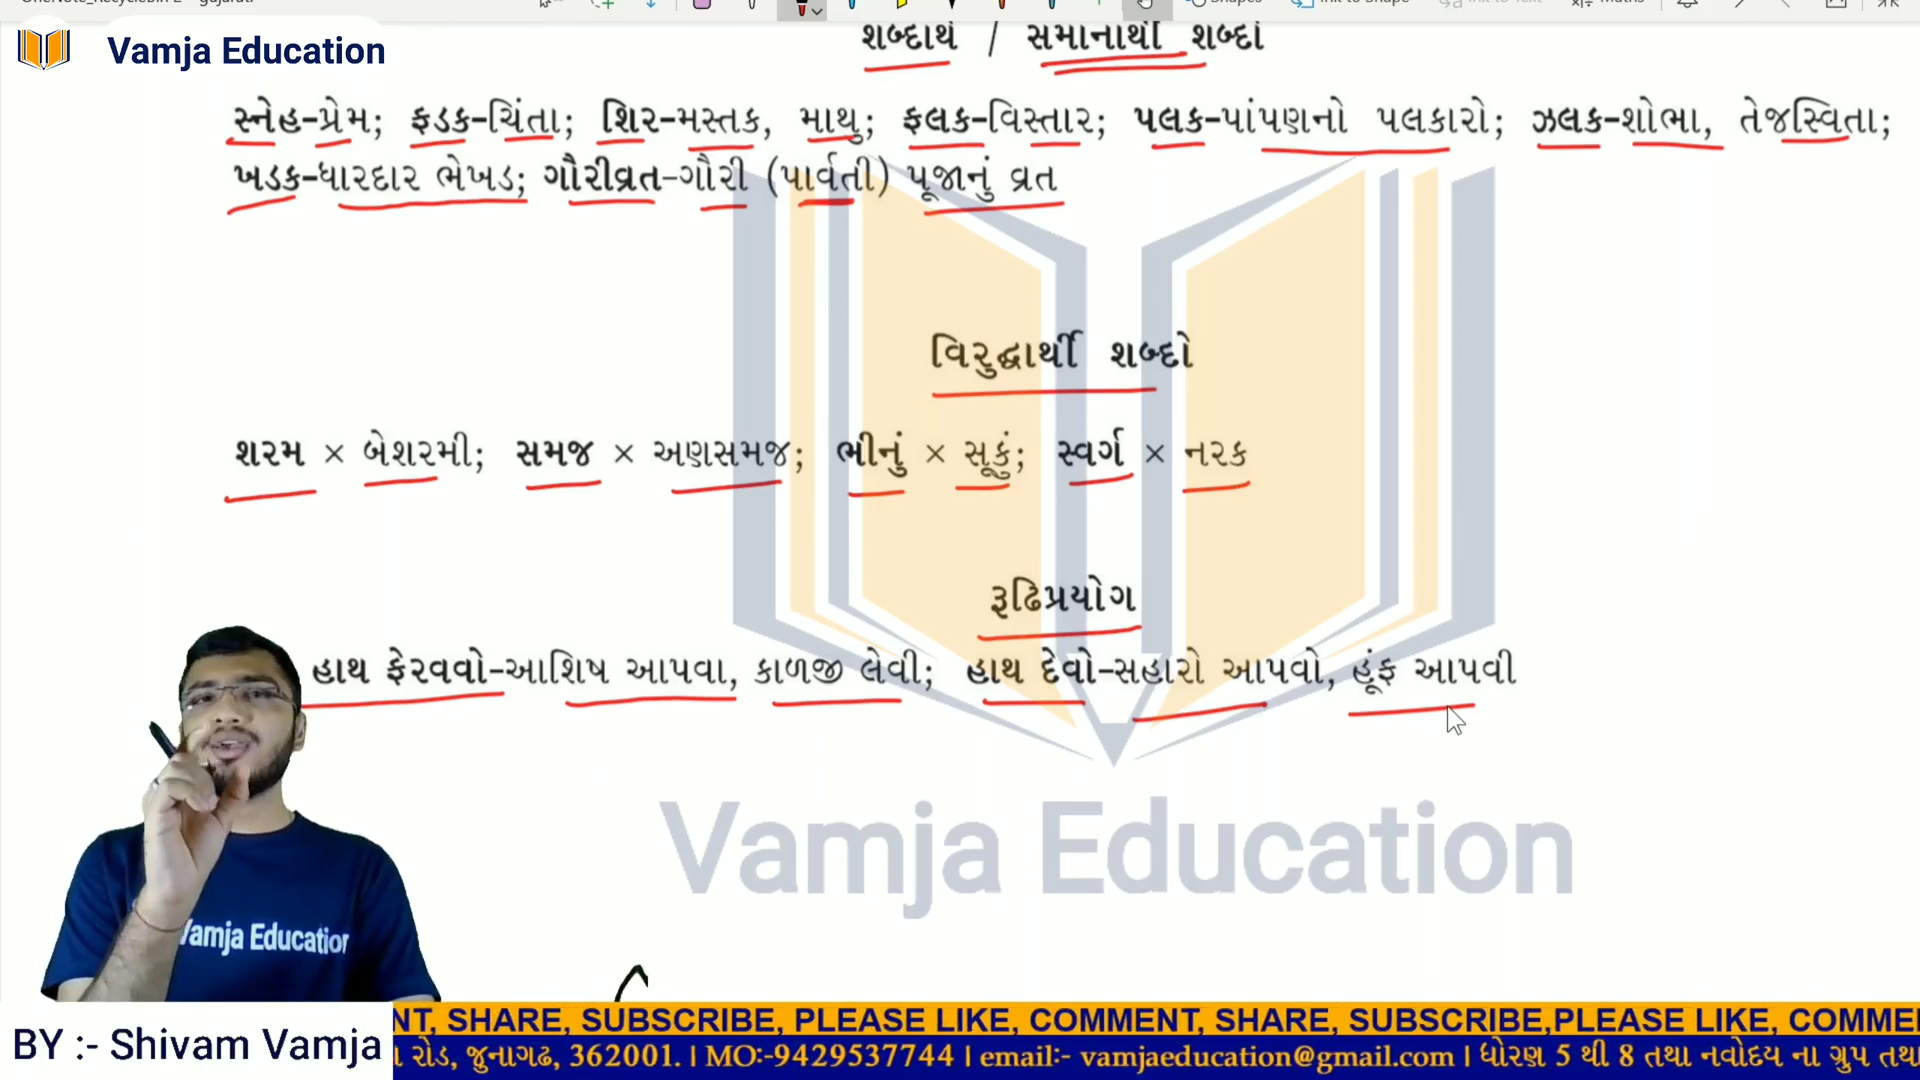 Vamja Education
શબ્દાર્થ / સમાનાર્થી શબ્દો
સ્નેહ-પ્રેમ; ફડક-ચિંતા; શિર-મસ્તક, માથુ; ફલક-વિસ્તાર; પલક-પાંપણનો પલકારો; ઝલક-શોભા, તેજસ્વિતા;
ખડક-ધારદાર ભેખડ; ગૌરીવ્રત-ગૌરી (પાર્વતી) પૂજાનું વ્રત
વિરુદ્ધાર્થી શબ્દો
શરમ × બેશરમી; સમજ × અણસમજ; ભીનું × સૂકું; સ્વર્ગ × નરક
રૂઢિપ્રયોગ
હાથ ફેરવવો-આશિષ આપવા, કાળજી લેવી; હાથ દેવો-સહારો આપવો, હૂંફ આપવી
Vamja Education
Vamja Education
NT, SHARE, SUBSCRIBE, PLEASE LIKE, COMMENT, SHARE, SUBSCRIBE,PLEASE LIKE, COMME
BY :- Shivam Vamja
રોડ, જુનાગઢ, 362001. | MO:-9429537744 | email:- vamjaeducation@gmail.com | ધોરણ 5 થી 8 તથા નવોદય ના ગ્રુપ તથા